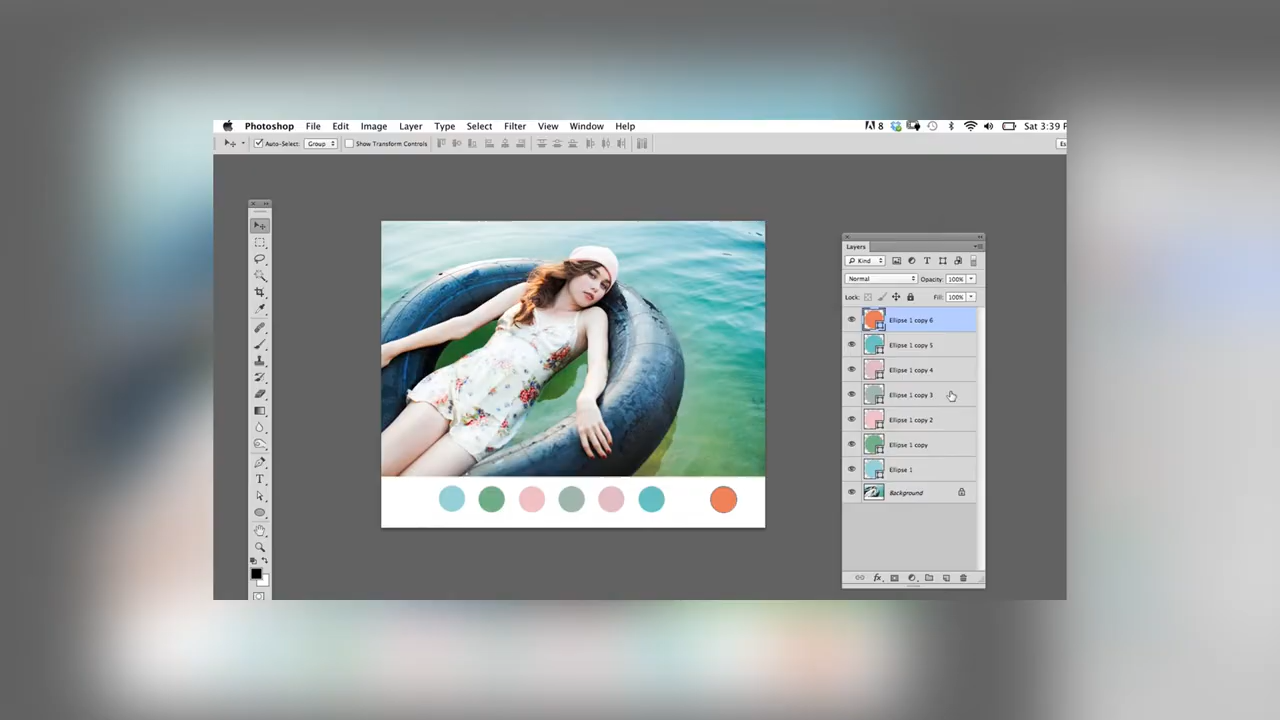 Photoshop File Edit Image Layer Type Select Filter View Window Help 8 Sat 3:39 P
Auto-Select: Group Show Transform Controls
Layers
Kind
Normal Opacity: 100%
Lock: Fill: 100%
Ellipse 1 copy 6
Ellipse 1 copy 5
Ellipse 1 copy 4
Ellipse 1 copy 3
Ellipse 1 copy 2
Ellipse 1 copy
Ellipse 1
Background